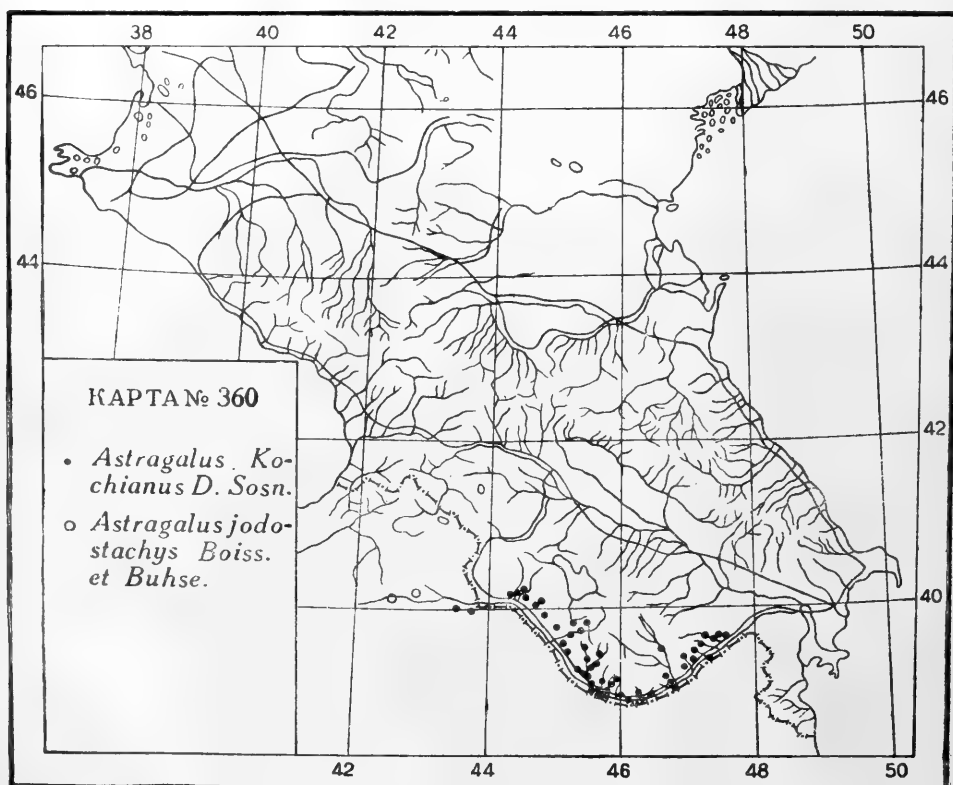 38 40 42 44 46 48 50
46 46
44 44
КАРТА № 360
42
• Astragalus Ko-
chianus D. Sosn.
○ Astragalus jodo-
stachys Boiss.
et Buhse.
40
42 44 46 48 50